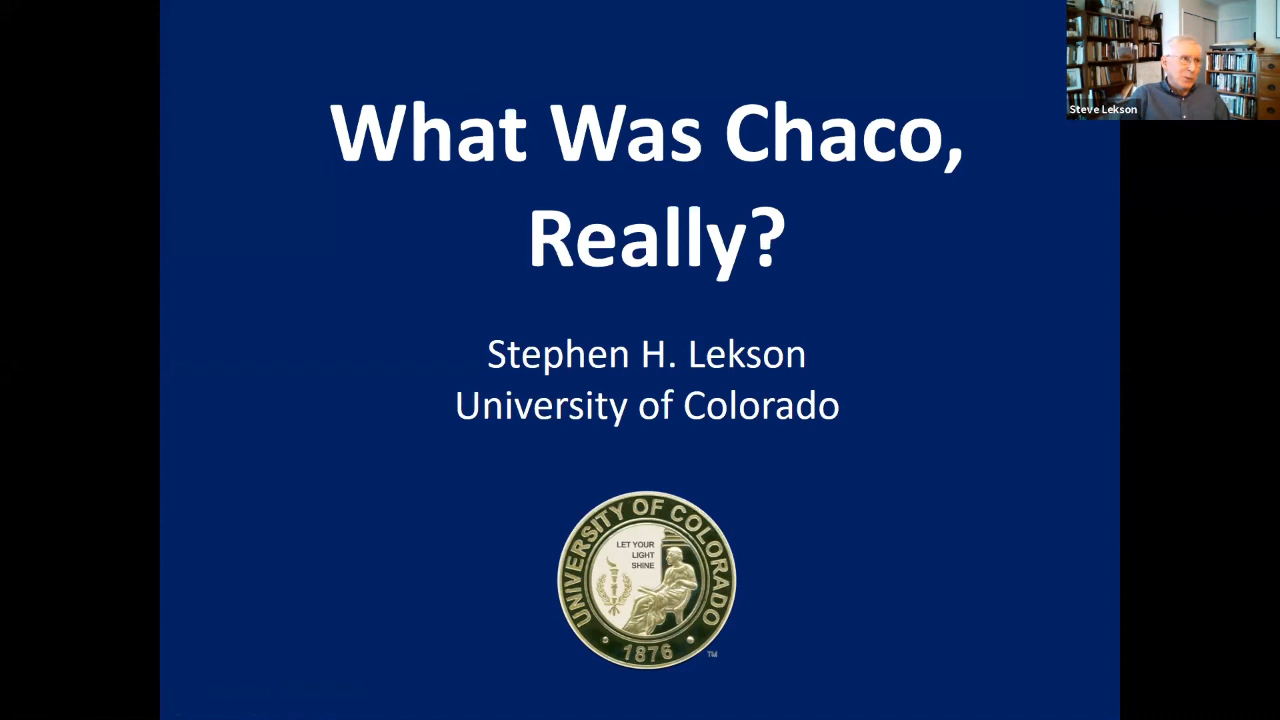 Steve Lekson
What Was Chaco,
Really?
Stephen H. Lekson
University of Colorado
UNIVERSITY OF COLORADO
LET YOUR
LIGHT
SHINE
1876
TM